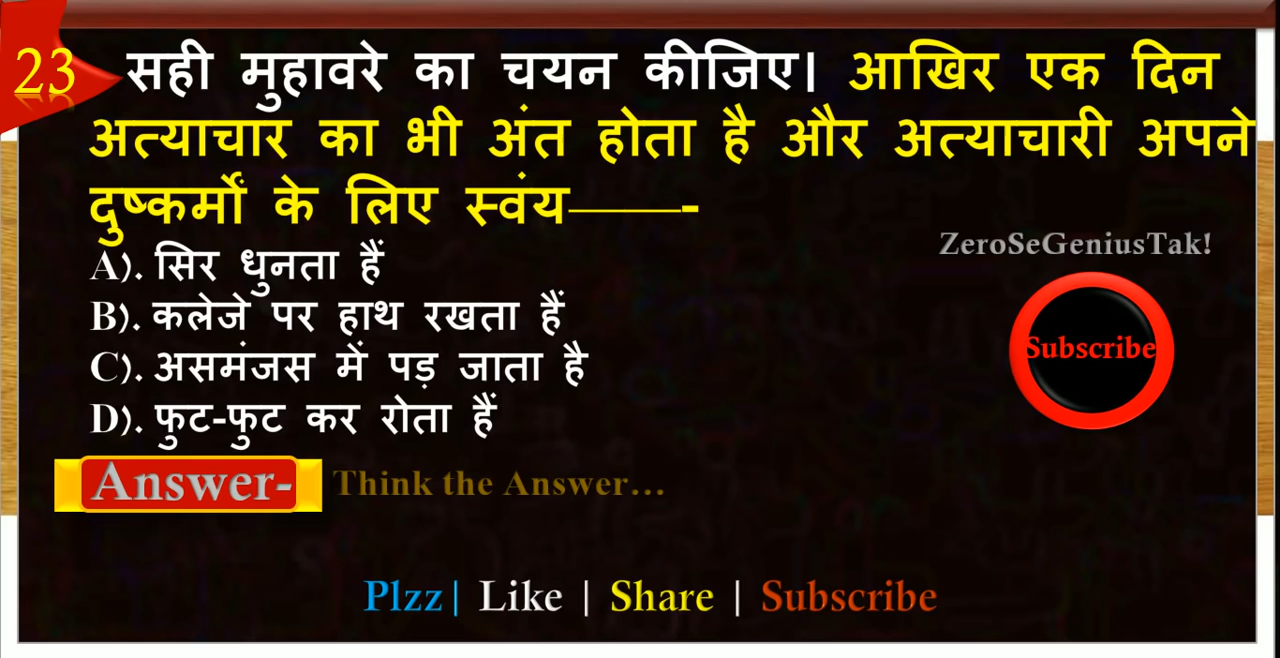 23 सही मुहावरे का चयन कीजिए। आखिर एक दिन
अत्याचार का भी अंत होता है और अत्याचारी अपने
दुष्कर्मों के लिए स्वंय——-
ZeroSeGeniusTak!
A). सिर धुनता हैं
B). कलेजे पर हाथ रखता हैं
Subscribe
C). असमंजस में पड़ जाता है
D). फुट-फुट कर रोता हैं
Answer- Think the Answer...
Plzz| Like | Share | Subscribe